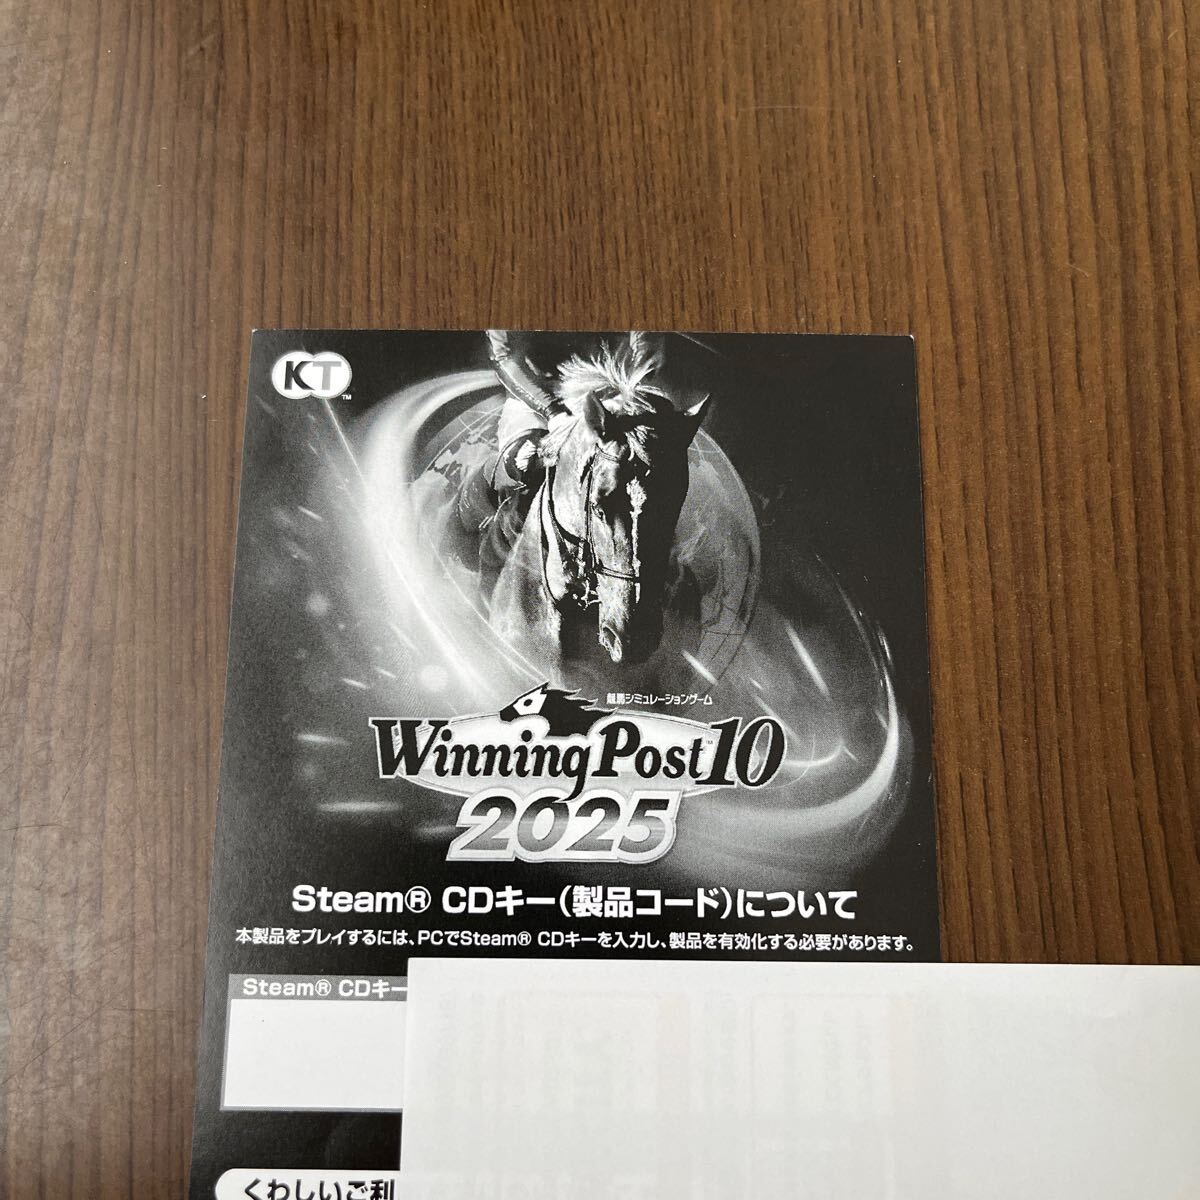 KT™
競馬シミュレーションゲーム
Winning Post™ 10
2025
Steam® CDキー(製品コード)について
本製品をプレイするには、PCでSteam® CDキーを入力し、製品を有効化する必要があります。
Steam® CDキー
くわしいご利